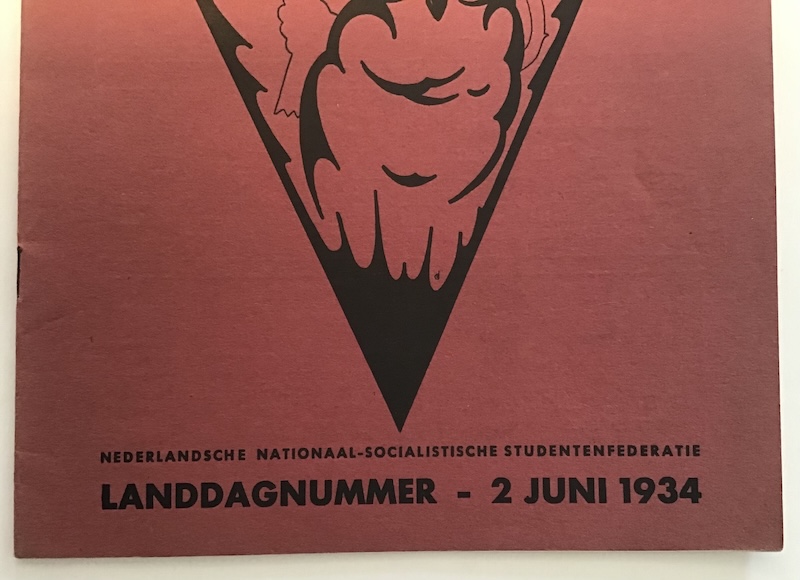 NEDERLANDSCHE NATIONAAL-SOCIALISTISCHE STUDENTENFEDERATIE
LANDDAGNUMMER - 2 JUNI 1934